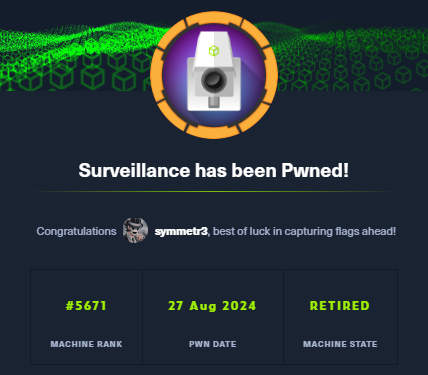 Surveillance has been Pwned!
Congratulations symmetr3, best of luck in capturing flags ahead!
#5671 27 Aug 2024 RETIRED
MACHINE RANK PWN DATE MACHINE STATE